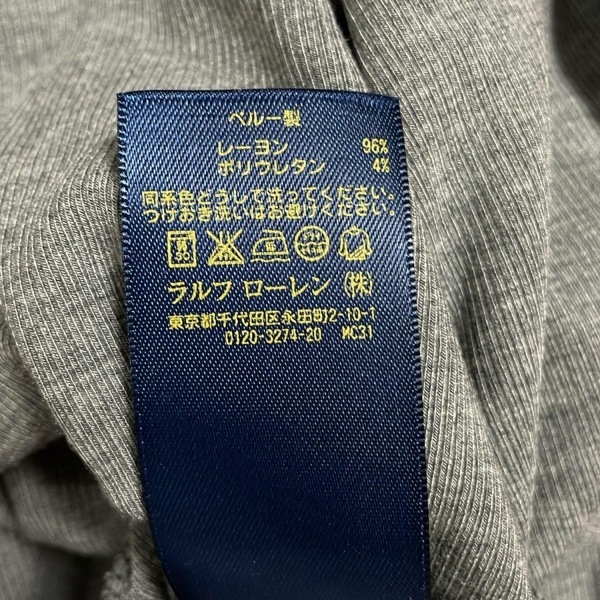 ペルー製
レーヨン 96%
ポリウレタン 4%
同系色どうしで洗ってください。
つけおき洗いはお避けください。
ラルフ ローレン (株)
東京都千代田区永田町2-10-1
0120-3274-20 MC31